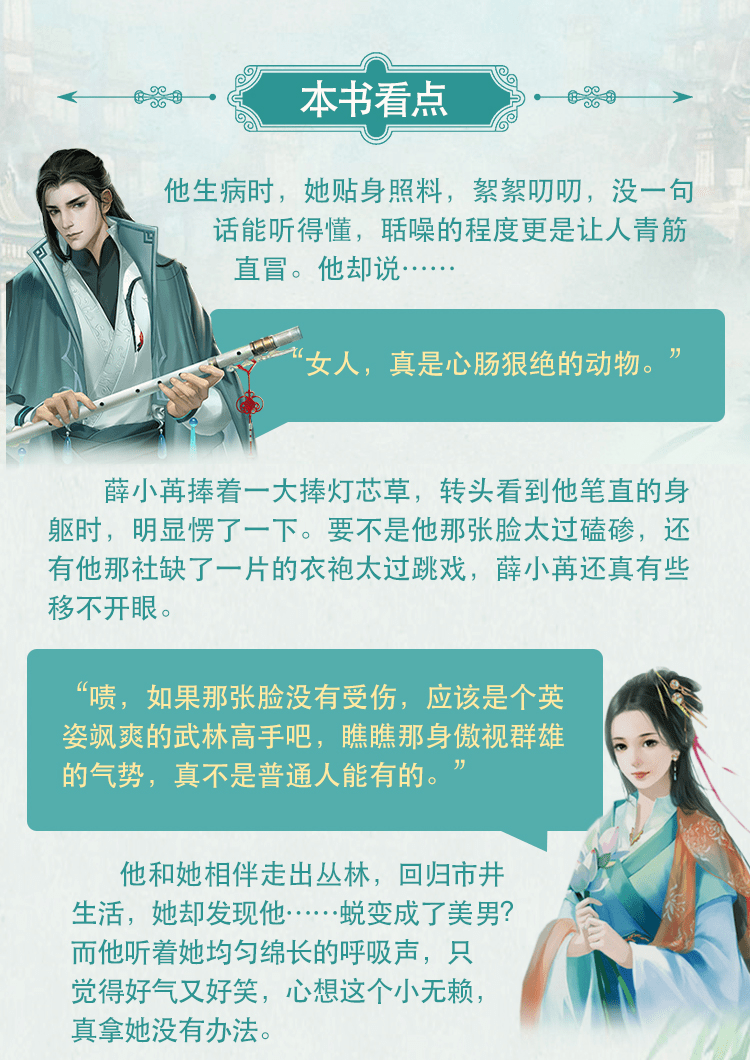 本书看点
他生病时，她贴身照料，絮絮叨叨，没一句
话能听得懂，聒噪的程度更是让人青筋
直冒。他却说……
“女人，真是心肠狠绝的动物。”
薛小苒捧着一大捧灯芯草，转头看到他笔直的身
躯时，明显愣了一下。要不是他那张脸太过磕碜，还
有他那社缺了一片的衣袍太过跳戏，薛小苒还真有些
移不开眼。
“啧，如果那张脸没有受伤，应该是个英
姿飒爽的武林高手吧，瞧瞧那身傲视群雄
的气势，真不是普通人能有的。”
他和她相伴走出丛林，回归市井
生活，她却发现他……蜕变成了美男？
而他听着她均匀绵长的呼吸声，只
觉得好气又好笑，心想这个小无赖，
真拿她没有办法。